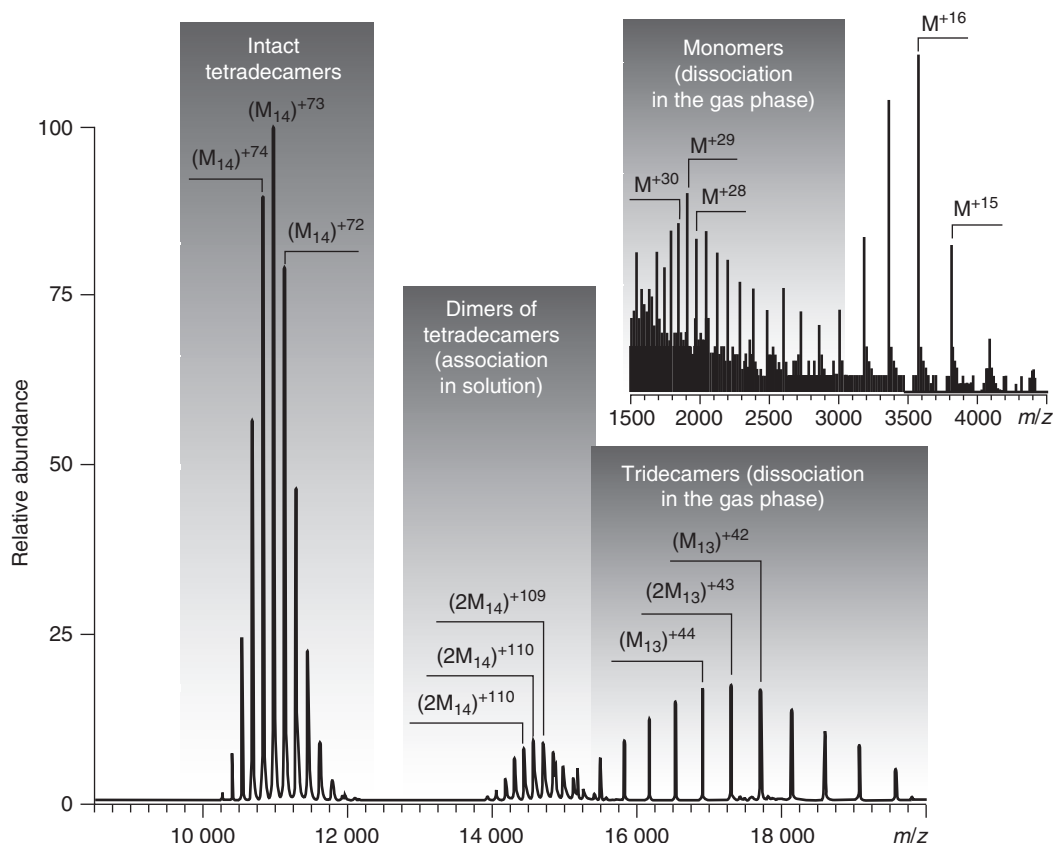 Intact
tetradecamers
(M₁₄)⁺⁷³
(M₁₄)⁺⁷⁴
(M₁₄)⁺⁷²
Dimers of
tetradecamers
(association
in solution)
(2M₁₄)⁺¹⁰⁹
(2M₁₄)⁺¹¹⁰
(2M₁₄)⁺¹¹⁰
Monomers
(dissociation
in the gas phase)
M⁺¹⁶
M⁺²⁹
M⁺³⁰
M⁺²⁸
M⁺¹⁵
1500 2000 2500 3000 3500 4000 m/z
Tridecamers (dissociation
in the gas phase)
(M₁₃)⁺⁴²
(2M₁₃)⁺⁴³
(M₁₃)⁺⁴⁴
Relative abundance
100
75
50
25
0
10 000 12 000 14 000 16 000 18 000 m/z